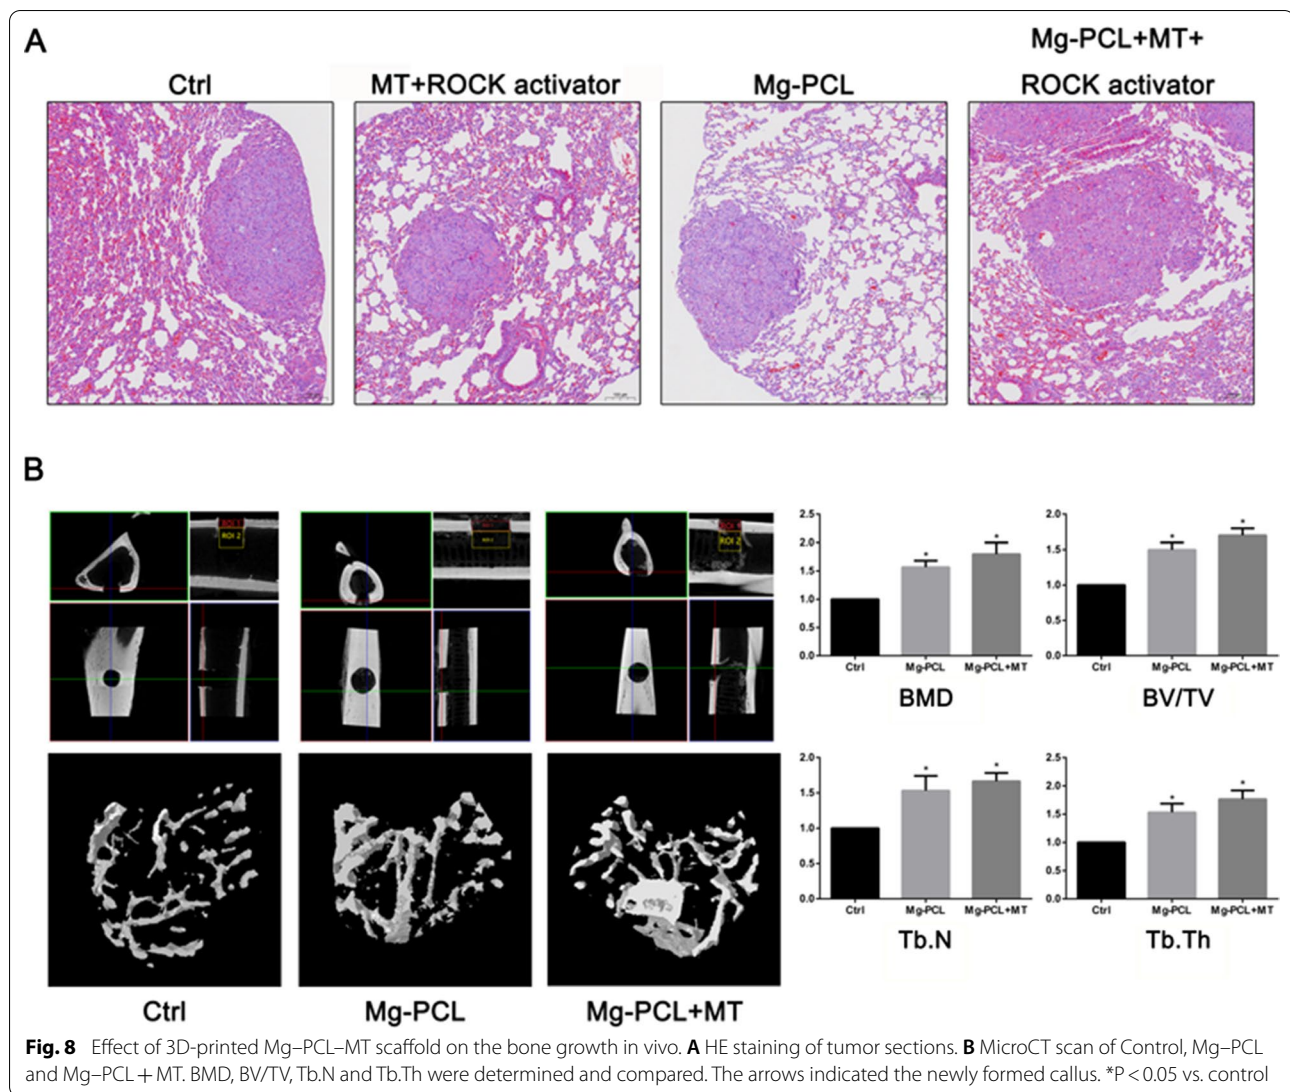 A
Ctrl
MT+ROCK activator
Mg-PCL
Mg-PCL+MT+
ROCK activator
B
ROI 1
ROI 2
ROI 2
2.5
2.0
1.5
1.0
0.5
0.0
*
*
Ctrl
Mg-PCL
Mg-PCL+MT
BMD
2.0
1.5
1.0
0.5
0.0
*
*
Ctrl
Mg-PCL
Mg-PCL+MT
BV/TV
2.0
1.5
1.0
0.5
0.0
*
*
Ctrl
Mg-PCL
Mg-PCL+MT
Tb.N
2.5
2.0
1.5
1.0
0.5
0.0
*
*
Ctrl
Mg-PCL
Mg-PCL+MT
Tb.Th
Ctrl
Mg-PCL
Mg-PCL+MT
Fig. 8 Effect of 3D-printed Mg–PCL–MT scaffold on the bone growth in vivo. A HE staining of tumor sections. B MicroCT scan of Control, Mg–PCL
and Mg–PCL + MT. BMD, BV/TV, Tb.N and Tb.Th were determined and compared. The arrows indicated the newly formed callus. *P < 0.05 vs. control